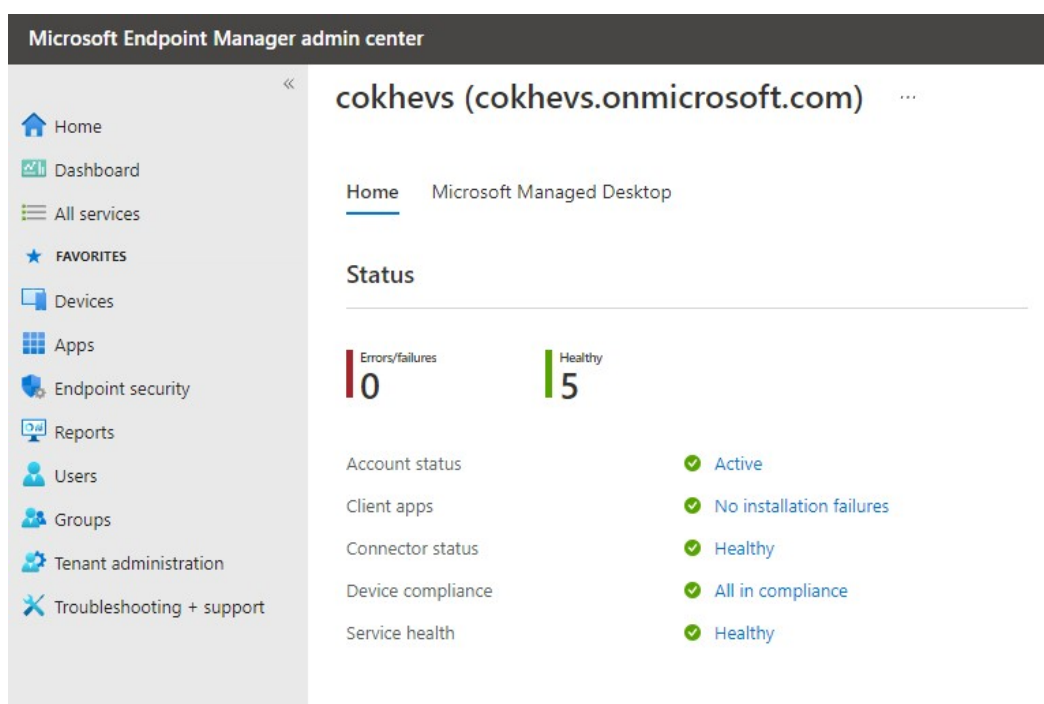 Microsoft Endpoint Manager admin center
«
Home
Dashboard
All services
FAVORITES
Devices
Apps
Endpoint security
Reports
Users
Groups
Tenant administration
Troubleshooting + support
cokhevs (cokhevs.onmicrosoft.com) ...
Home Microsoft Managed Desktop
Status
Errors/failures Healthy
0 5
Account status Active
Client apps No installation failures
Connector status Healthy
Device compliance All in compliance
Service health Healthy